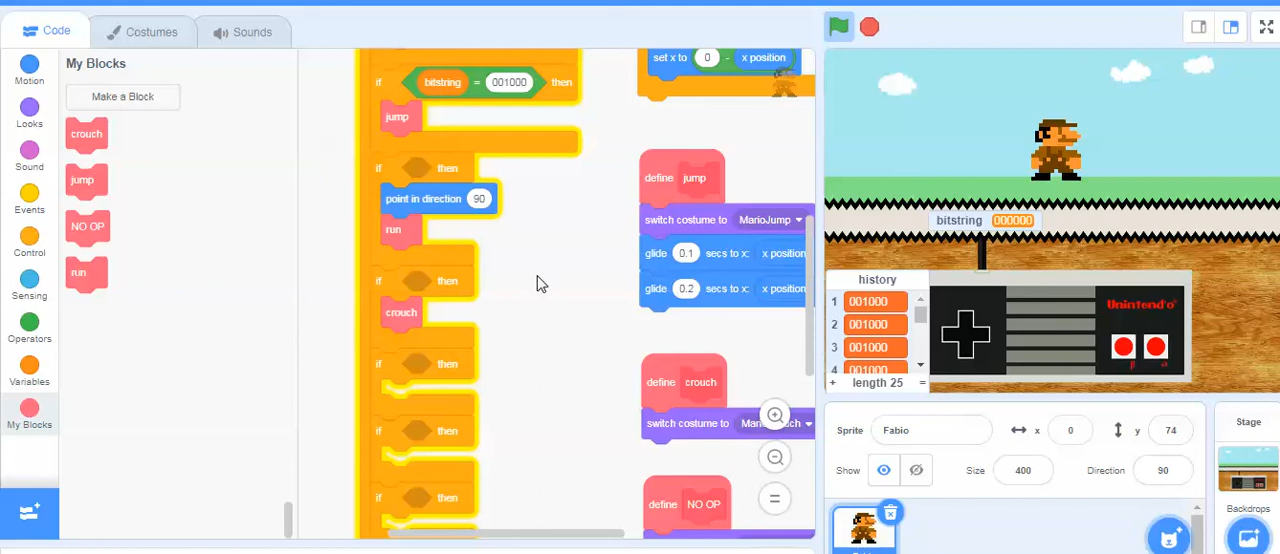 Code
Costumes
Sounds
Motion
Looks
Sound
Events
Control
Sensing
Operators
Variables
My Blocks
My Blocks
Make a Block
crouch
jump
NO OP
run
if bitstring = 001000 then
jump
if then
point in direction 90
run
if then
crouch
if then
if then
if then
set x to 0 - x position
define jump
switch costume to MarioJump
glide 0.1 secs to x: x position
glide 0.2 secs to x: x position
define crouch
switch costume to
define NO OP
bitstring 000000
history
1 001000
2 001000
3 001000
4 001000
+ length 25 =
Unintend'o
Sprite Fabio x 0 y 74
Show Size 400 Direction 90
Stage
Backdrops